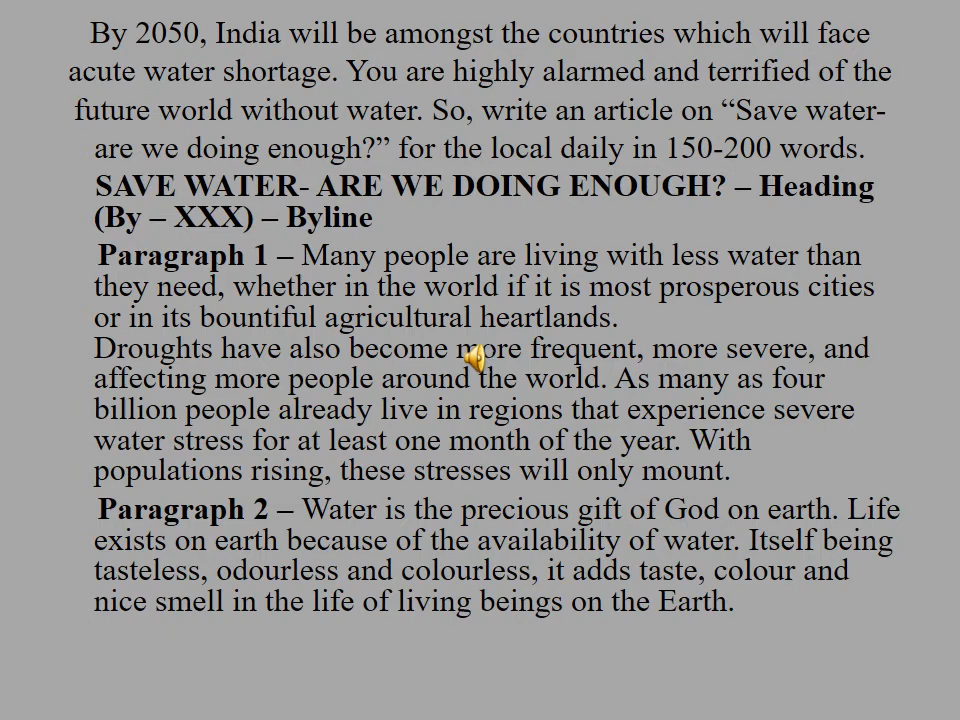 By 2050, India will be amongst the countries which will face
acute water shortage. You are highly alarmed and terrified of the
future world without water. So, write an article on “Save water-
are we doing enough?” for the local daily in 150-200 words.
SAVE WATER- ARE WE DOING ENOUGH? – Heading
(By – XXX) – Byline
Paragraph 1 – Many people are living with less water than
they need, whether in the world if it is most prosperous cities
or in its bountiful agricultural heartlands.
Droughts have also become more frequent, more severe, and
affecting more people around the world. As many as four
billion people already live in regions that experience severe
water stress for at least one month of the year. With
populations rising, these stresses will only mount.
Paragraph 2 – Water is the precious gift of God on earth. Life
exists on earth because of the availability of water. Itself being
tasteless, odourless and colourless, it adds taste, colour and
nice smell in the life of living beings on the Earth.